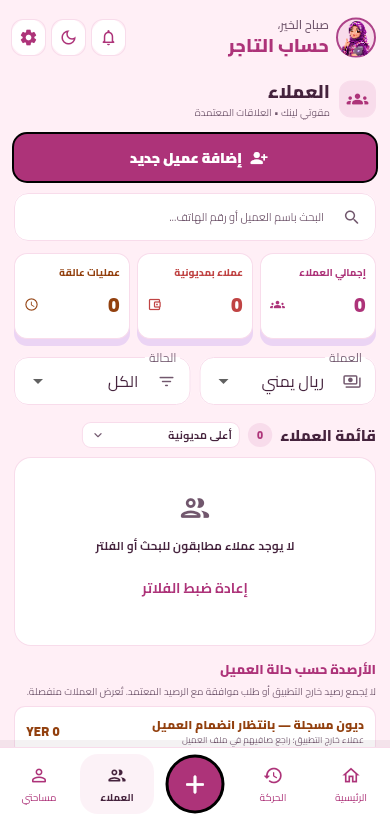 صباح الخير،
حساب التاجر
العملاء
مقوتي لينك • العلاقات المعتمدة
إضافة عميل جديد
البحث باسم العميل أو رقم الهاتف...
إجمالي العملاء
0
عملاء بمديونية
0
عمليات عالقة
0
العملة
ريال يمني
الحالة
الكل
قائمة العملاء
0
أعلى مديونية
لا يوجد عملاء مطابقون للبحث أو الفلتر
إعادة ضبط الفلاتر
الأرصدة حسب حالة العميل
لا يُجمع رصيد خارج التطبيق أو طلب موافقة مع الرصيد المعتمد. تُعرض العملات منفصلة.
ديون مسجلة — بانتظار انضمام العميل
YER 0
عملاء خارج التطبيق؛ راجع صافيهم في ملف العميل
الرئيسية
الحركة
العملاء
مساحتي